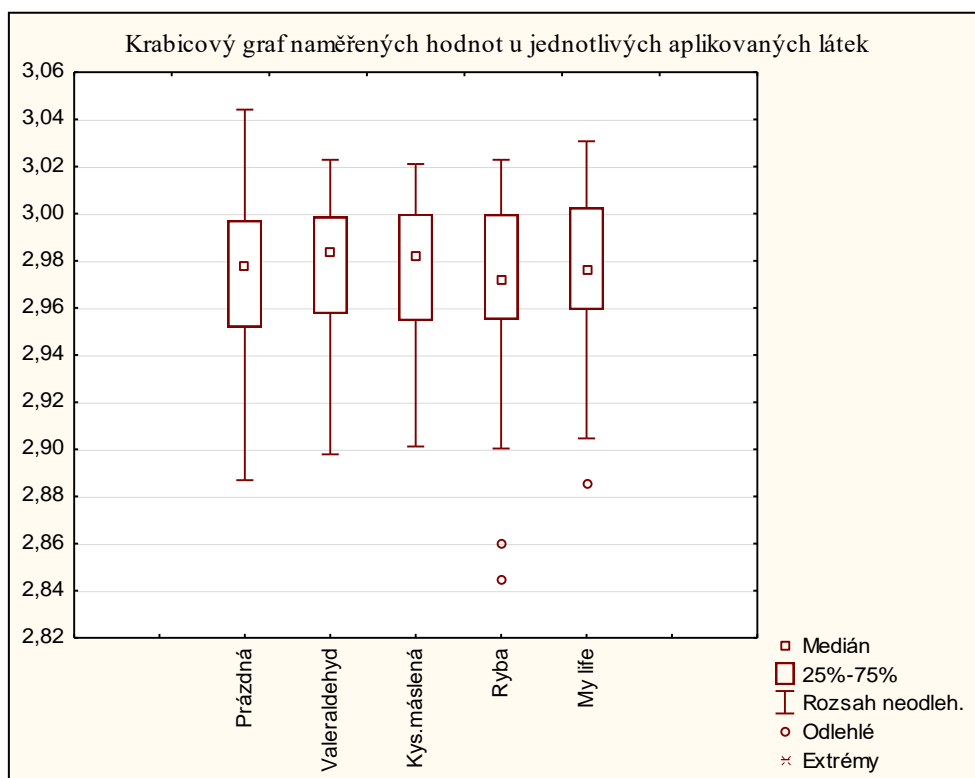 Krabicový graf naměřených hodnot u jednotlivých aplikovaných látek
3,06
3,04
3,02
3,00
2,98
2,96
2,94
2,92
2,90
2,88
2,86
2,84
2,82
Prázdná
Valeraldehyd
Kys.máslená
Ryba
My life
Medián
25%-75%
Rozsah neodleh.
Odlehlé
Extrémy